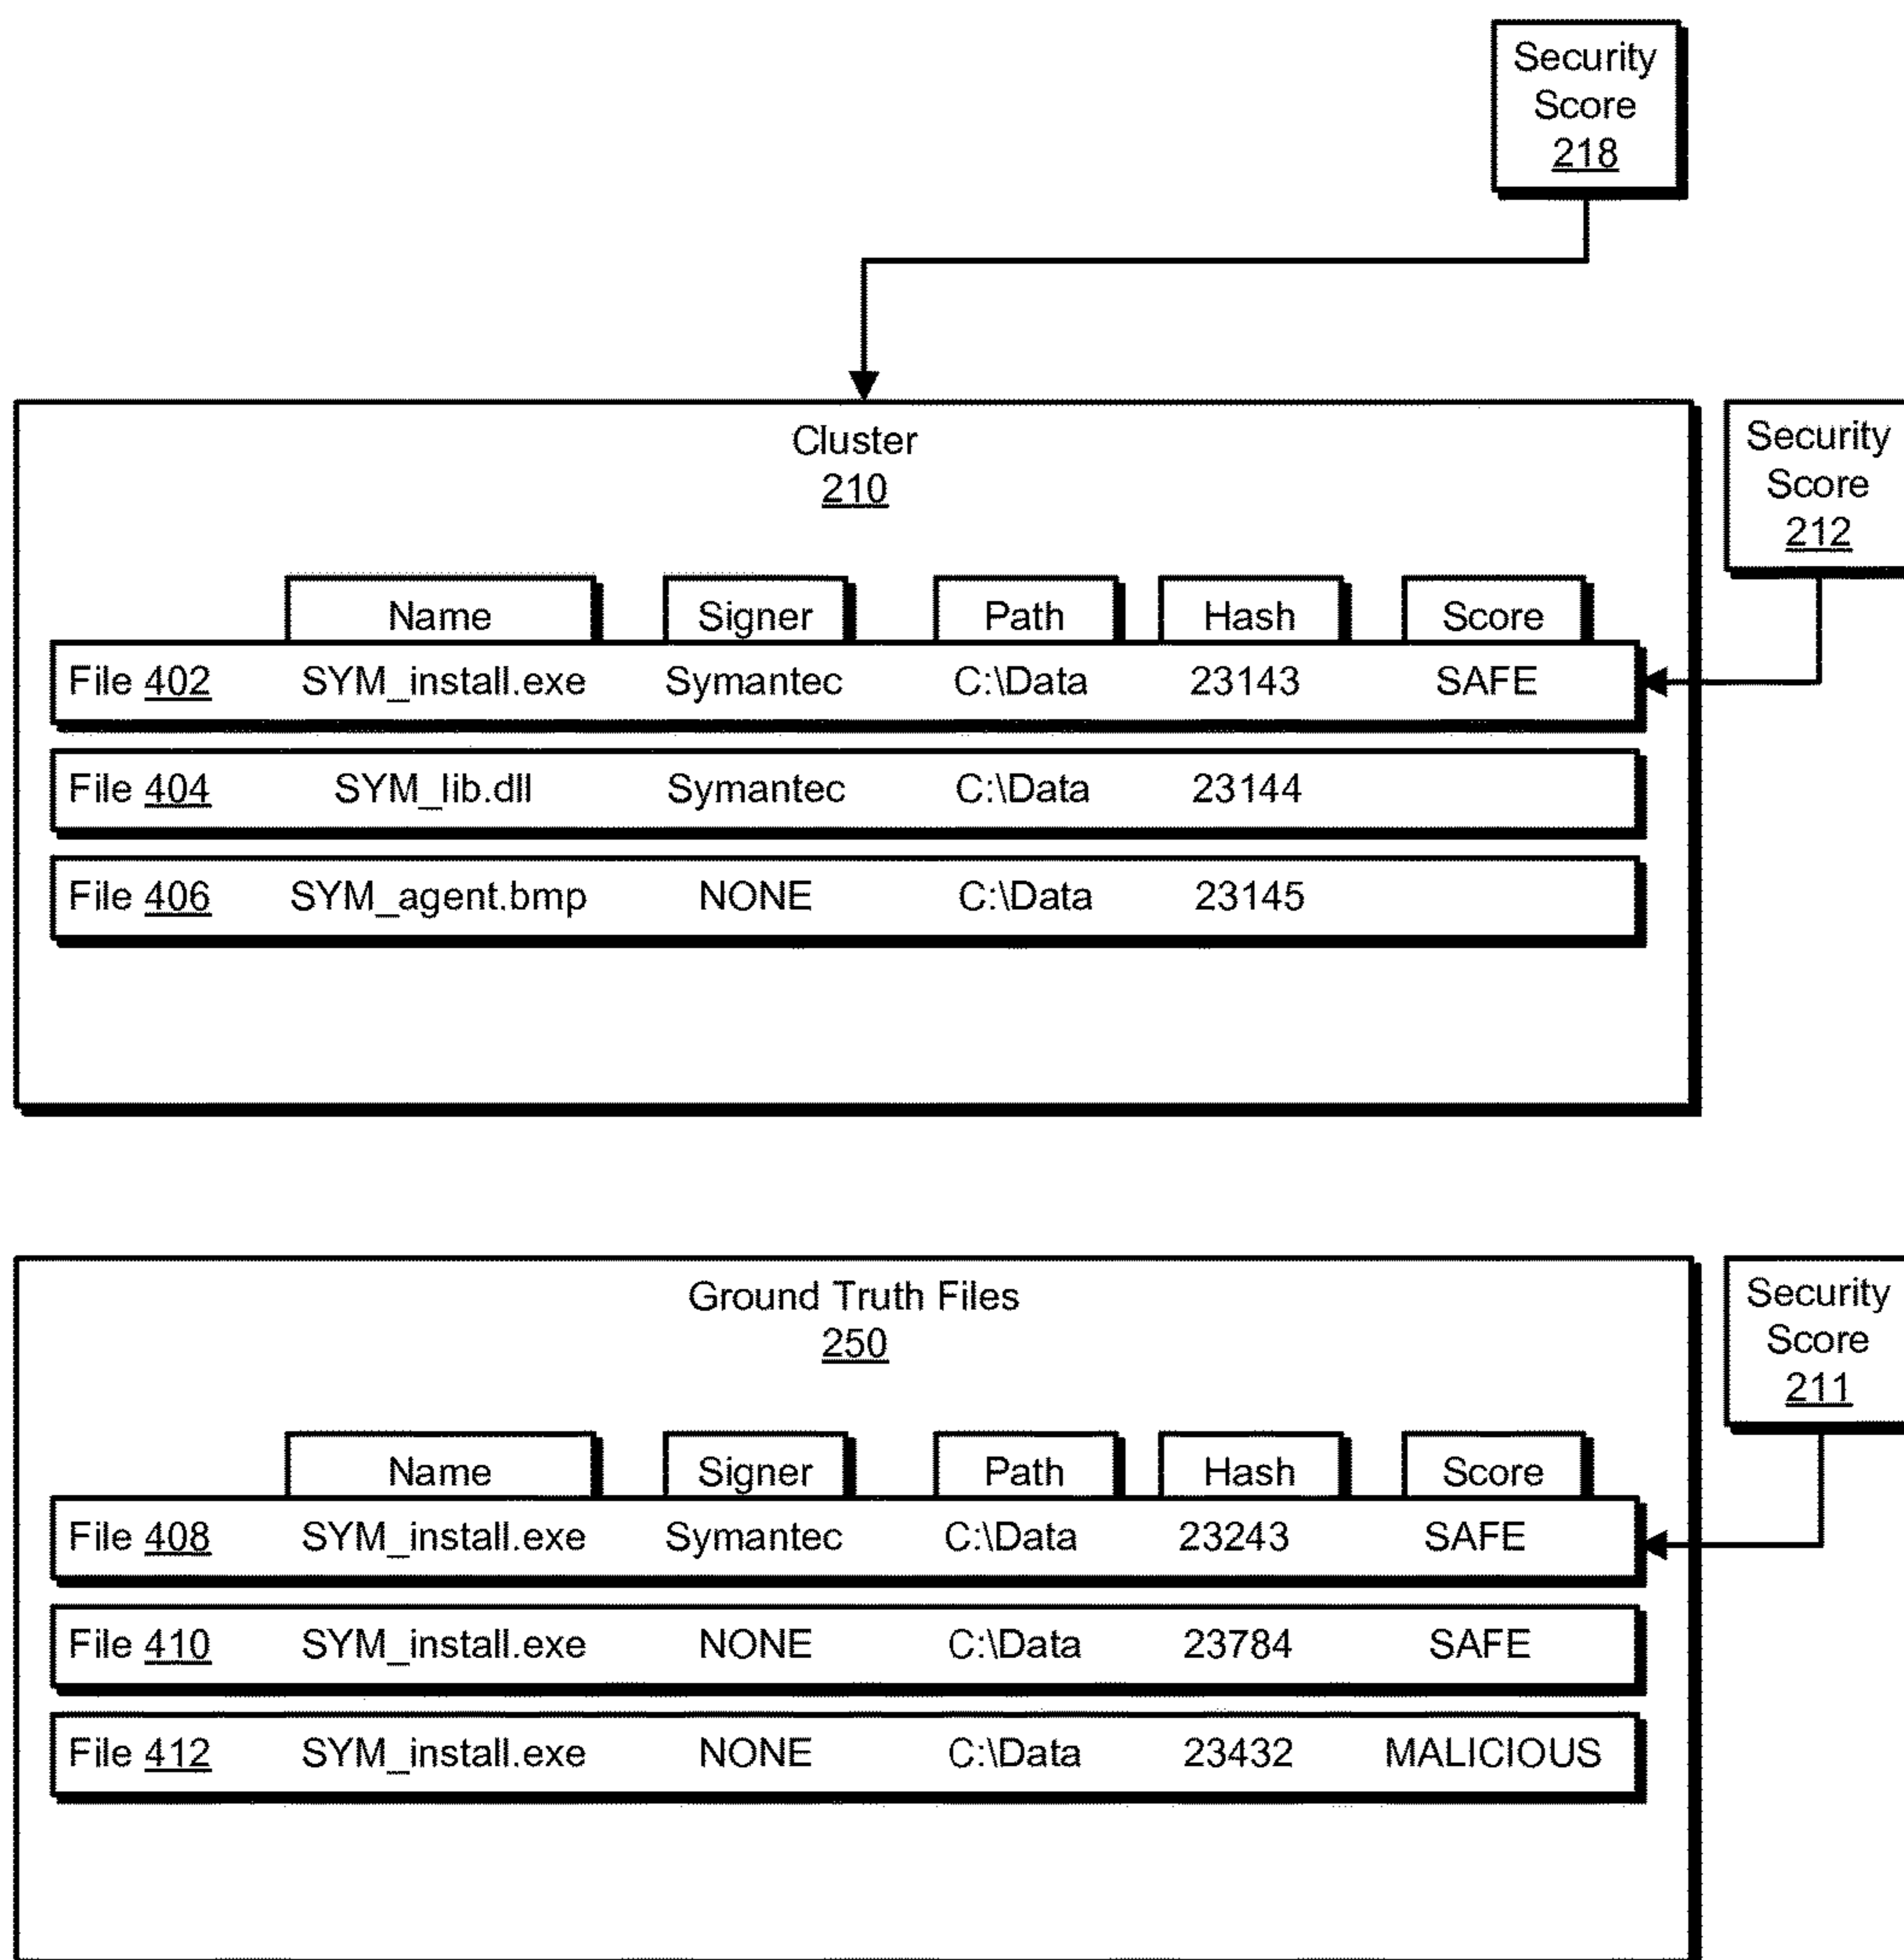 Security
Score
218
Cluster
210
Security
Score
212
Name Signer Path Hash Score
File 402 SYM_install.exe Symantec C:\Data 23143 SAFE
File 404 SYM_lib.dll Symantec C:\Data 23144
File 406 SYM_agent.bmp NONE C:\Data 23145
Ground Truth Files
250
Security
Score
211
Name Signer Path Hash Score
File 408 SYM_install.exe Symantec C:\Data 23243 SAFE
File 410 SYM_install.exe NONE C:\Data 23784 SAFE
File 412 SYM_install.exe NONE C:\Data 23432 MALICIOUS